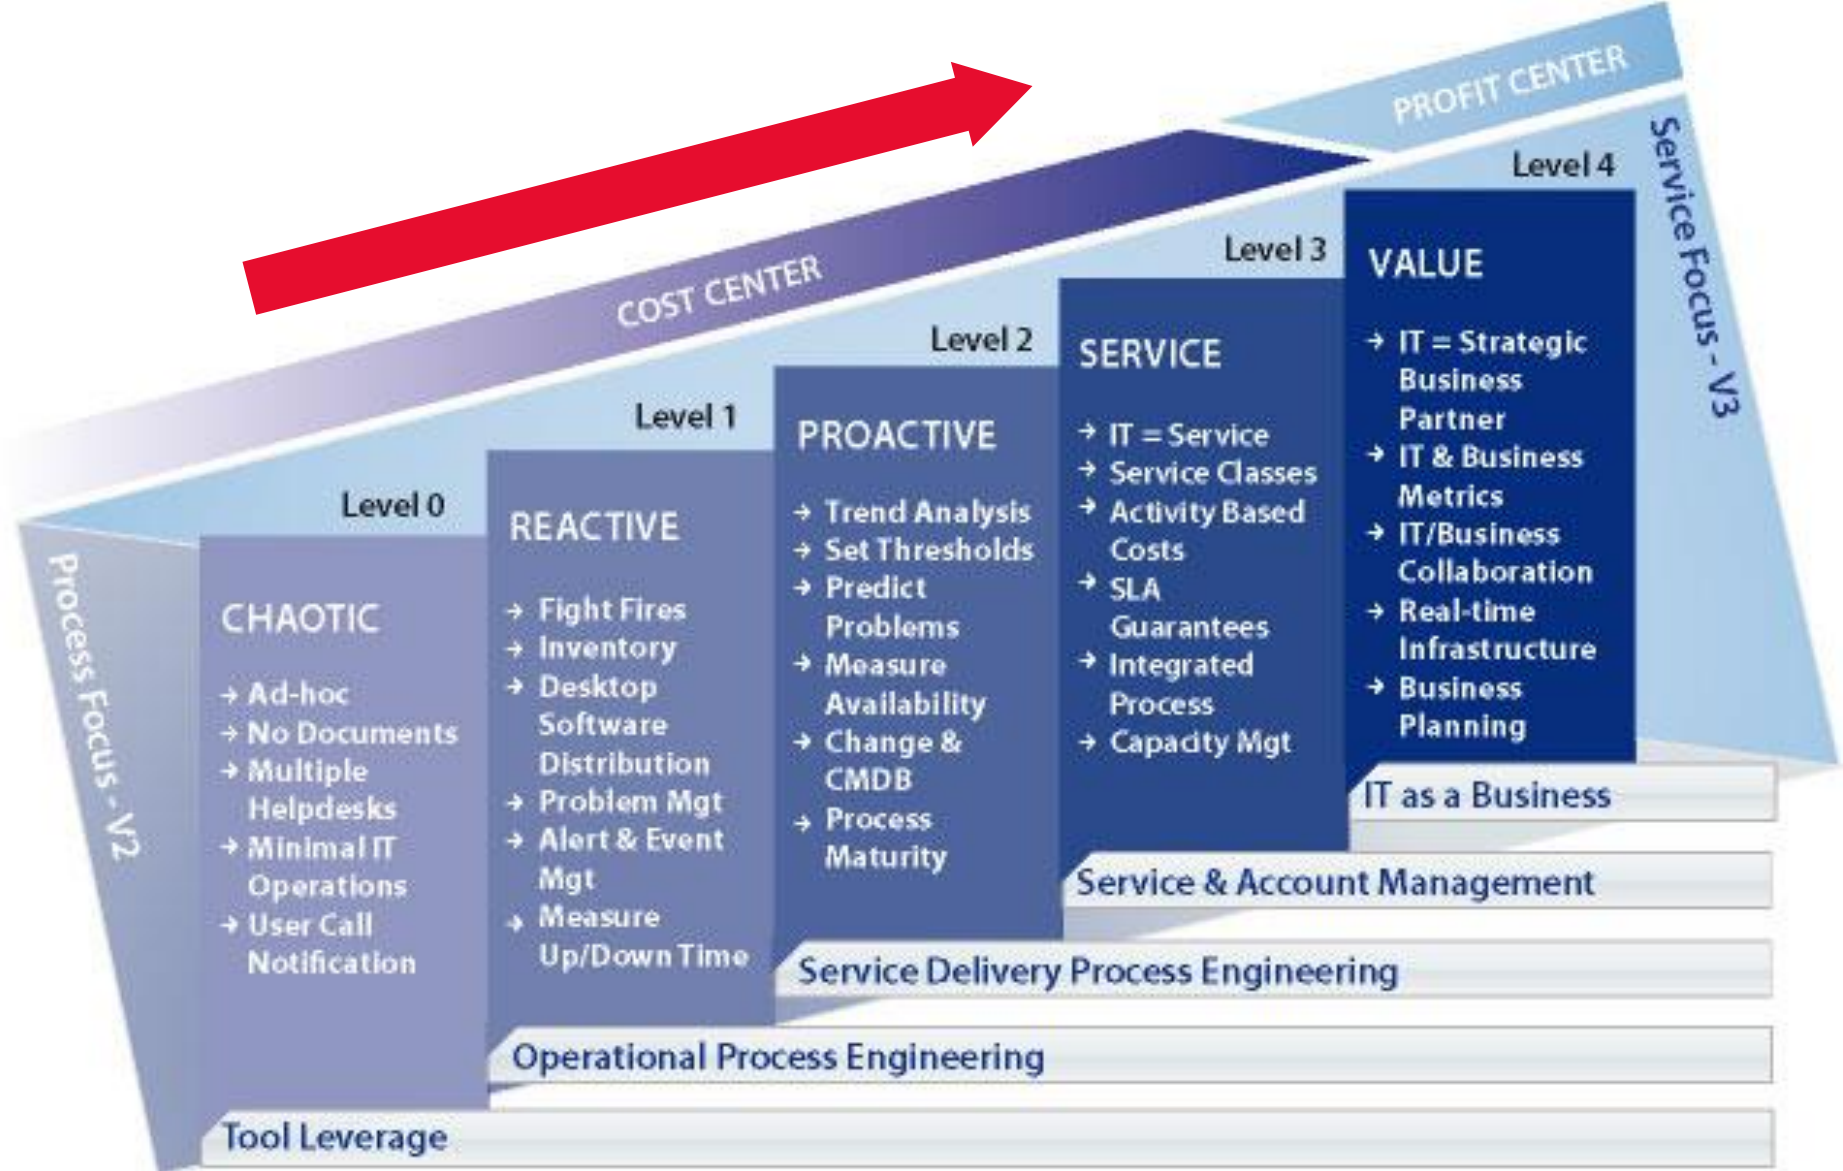 PROFIT CENTER
COST CENTER
Process Focus - V2
Service Focus - V3
Level 0
CHAOTIC
→ Ad-hoc
→ No Documents
→ Multiple
Helpdesks
→ Minimal IT
Operations
→ User Call
Notification
Level 1
REACTIVE
→ Fight Fires
→ Inventory
→ Desktop
Software
Distribution
→ Problem Mgt
→ Alert & Event
Mgt
→ Measure
Up/Down Time
Level 2
PROACTIVE
→ Trend Analysis
→ Set Thresholds
→ Predict
Problems
→ Measure
Availability
→ Change &
CMDB
→ Process
Maturity
Level 3
SERVICE
→ IT = Service
→ Service Classes
→ Activity Based
Costs
→ SLA
Guarantees
→ Integrated
Process
→ Capacity Mgt
Level 4
VALUE
→ IT = Strategic
Business
Partner
→ IT & Business
Metrics
→ IT/Business
Collaboration
→ Real-time
Infrastructure
→ Business
Planning
IT as a Business
Service & Account Management
Service Delivery Process Engineering
Operational Process Engineering
Tool Leverage